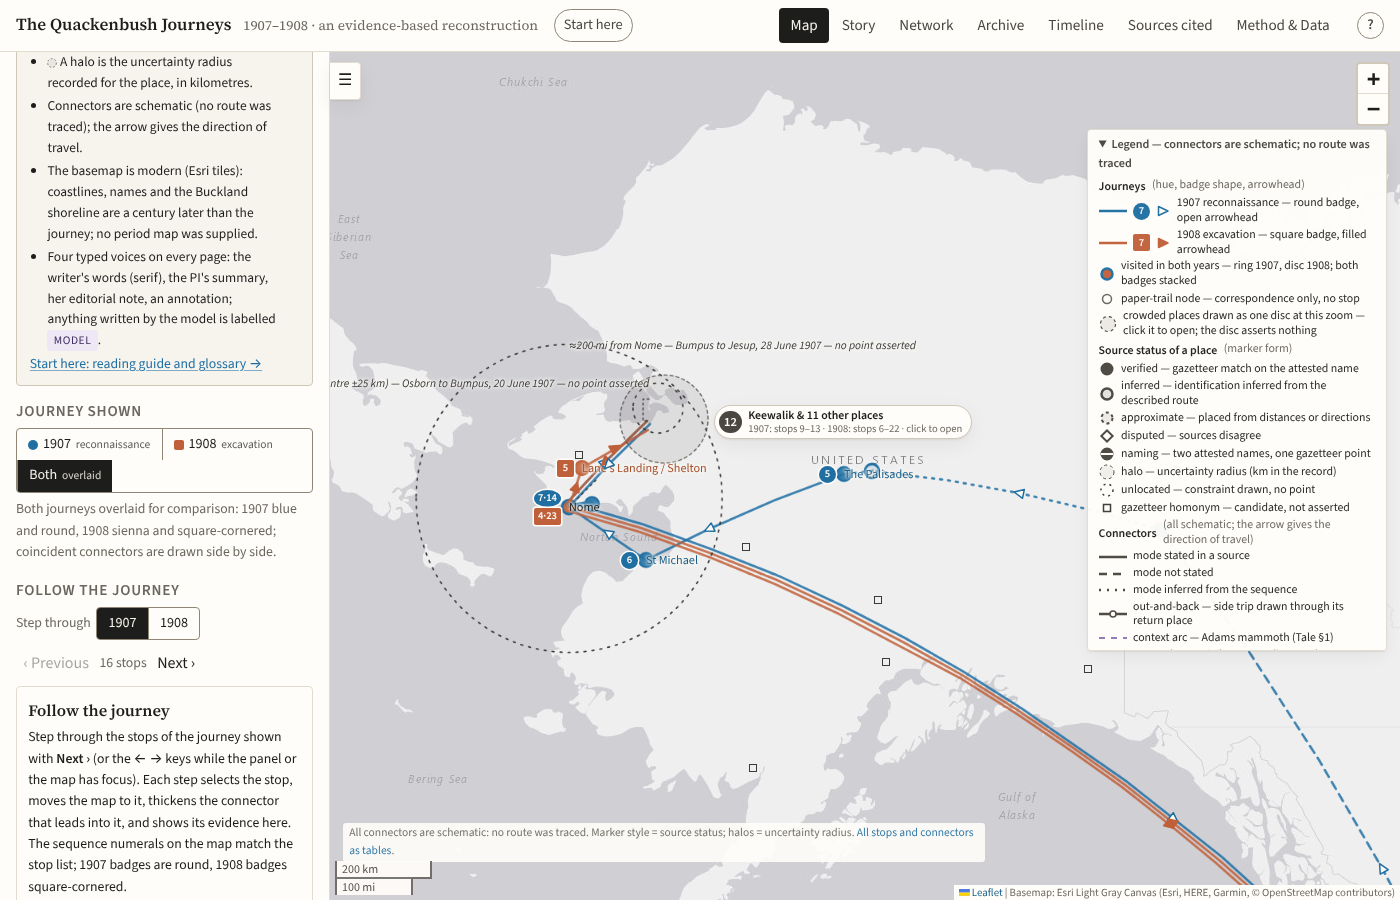 The Quackenbush Journeys 1907–1908 · an evidence-based reconstruction Start here Map Story Network Archive Timeline Sources cited Method & Data ?
A halo is the uncertainty radius
recorded for the place, in kilometres.
Connectors are schematic (no route was
traced); the arrow gives the direction of
travel.
The basemap is modern (Esri tiles):
coastlines, names and the Buckland
shoreline are a century later than the
journey; no period map was supplied.
Four typed voices on every page: the
writer's words (serif), the PI's summary,
her editorial note, an annotation;
anything written by the model is labelled
MODEL .
Start here: reading guide and glossary →
JOURNEY SHOWN
1907 reconnaissance 1908 excavation
Both overlaid
Both journeys overlaid for comparison: 1907 blue
and round, 1908 sienna and square-cornered;
coincident connectors are drawn side by side.
FOLLOW THE JOURNEY
Step through 1907 1908
‹ Previous 16 stops Next ›
Follow the journey
Step through the stops of the journey shown
with Next › (or the ← → keys while the panel or
the map has focus). Each step selects the stop,
moves the map to it, thickens the connector
that leads into it, and shows its evidence here.
The sequence numerals on the map match the
stop list; 1907 badges are round, 1908 badges
square-cornered.
☰
Chukchi Sea
East
Siberian
Sea
≈200 mi from Nome — Bumpus to Jesup, 28 June 1907 — no point asserted
ntre ±25 km) — Osborn to Bumpus, 20 June 1907 — no point asserted
12 Keewalik & 11 other places
1907: stops 9–13 · 1908: stops 6–22 · click to open
UNITED STATES
5 Lane's Landing / Shelton
5 The Palisades
7·14
Nome
4·23
Norton Sound
6 St Michael
Bering Sea
Gulf of
Alaska
All connectors are schematic: no route was traced. Marker style = source status; halos = uncertainty radius. All stops and connectors
as tables.
200 km
100 mi
+
−
▼ Legend — connectors are schematic; no route was
traced
Journeys (hue, badge shape, arrowhead)
7 1907 reconnaissance — round badge,
open arrowhead
7 1908 excavation — square badge, filled
arrowhead
visited in both years — ring 1907, disc 1908; both
badges stacked
paper-trail node — correspondence only, no stop
crowded places drawn as one disc at this zoom —
click it to open; the disc asserts nothing
Source status of a place (marker form)
verified — gazetteer match on the attested name
inferred — identification inferred from the
described route
approximate — placed from distances or directions
disputed — sources disagree
naming — two attested names, one gazetteer point
halo — uncertainty radius (km in the record)
unlocated — constraint drawn, no point
gazetteer homonym — candidate, not asserted
Connectors (all schematic; the arrow gives the
direction of travel)
mode stated in a source
mode not stated
mode inferred from the sequence
out-and-back — side trip drawn through its
return place
context arc — Adams mammoth (Tale §1)
Leaflet | Basemap: Esri Light Gray Canvas (Esri, HERE, Garmin, © OpenStreetMap contributors)